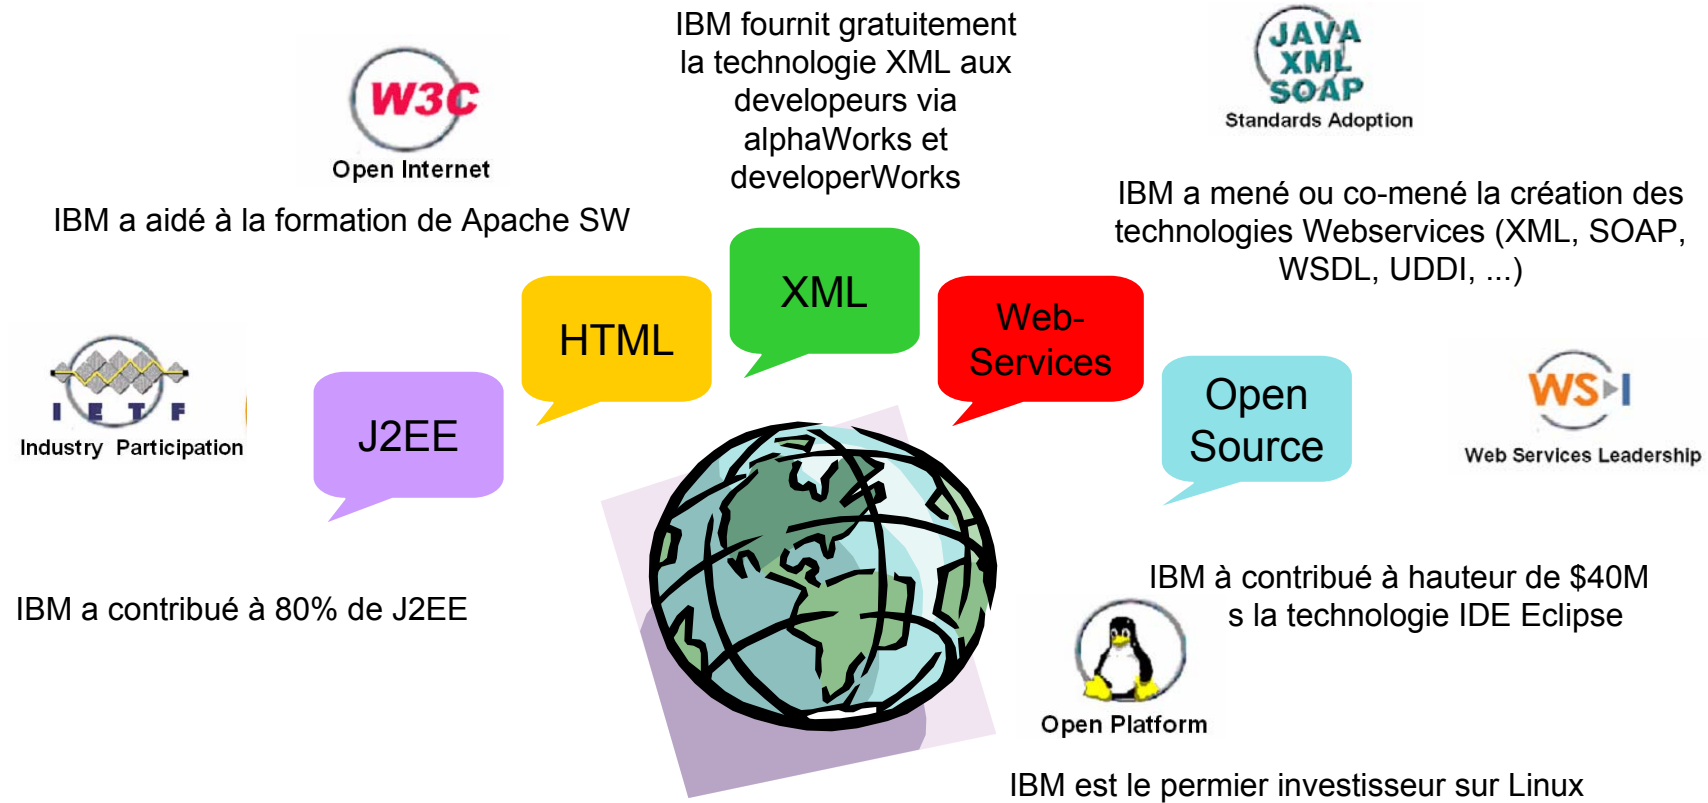 IBM fournit gratuitement
la technologie XML aux
developeurs via
alphaWorks et
developerWorks
W3C
Open Internet
JAVA
XML
SOAP
Standards Adoption
IBM a aidé à la formation de Apache SW
IBM a mené ou co-mené la création des
technologies Webservices (XML, SOAP,
WSDL, UDDI, ...)
XML
HTML
Web-
Services
IETF
Industry Participation
J2EE
Open
Source
WS-I
Web Services Leadership
IBM a contribué à 80% de J2EE
IBM à contribué à hauteur de $40M
s la technologie IDE Eclipse
Open Platform
IBM est le permier investisseur sur Linux